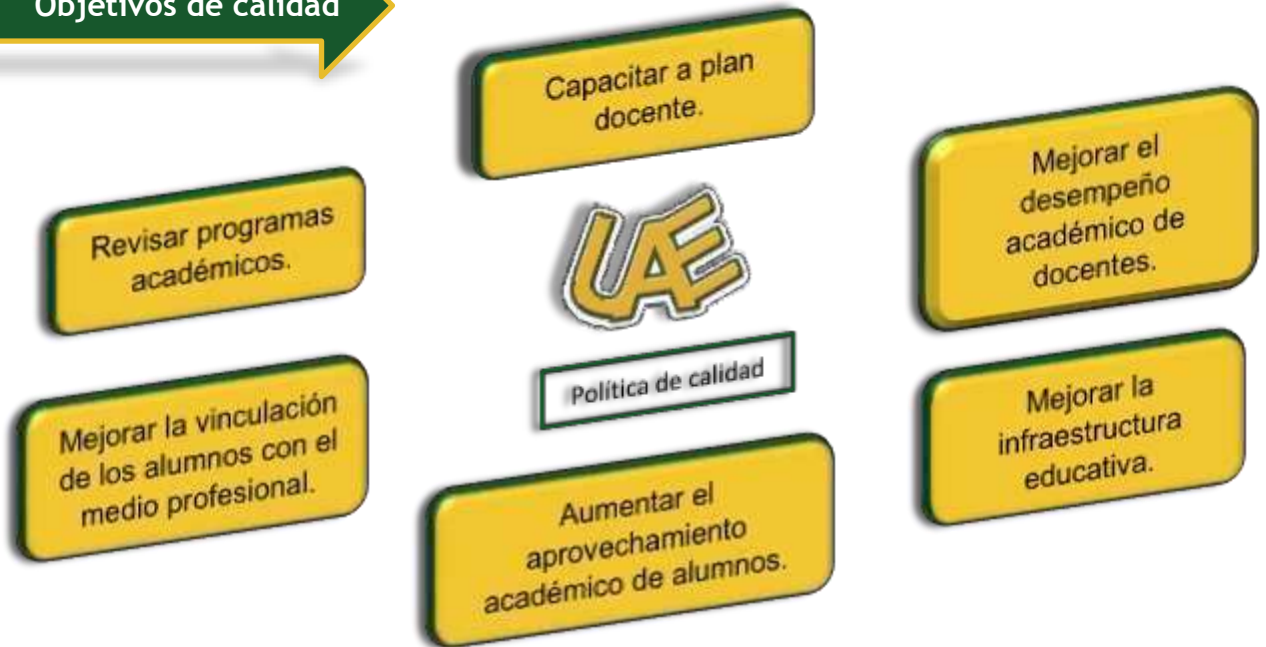 Objetivos de calidad
Capacitar a plan
docente.
Mejorar el
desempeño
académico de
docentes.
Revisar programas
académicos.
UAE
Política de calidad
Mejorar la
infraestructura
educativa.
Mejorar la vinculación
de los alumnos con el
medio profesional.
Aumentar el
aprovechamiento
académico de alumnos.